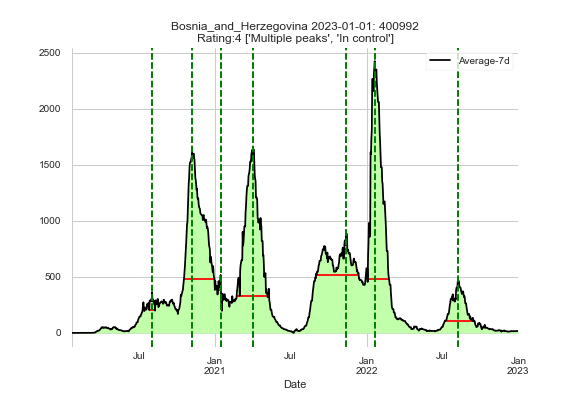 Bosnia_and_Herzegovina 2023-01-01: 400992
Rating:4 ['Multiple peaks', 'In control']
Average-7d
2500
2000
1500
1000
500
0
Jul
Jan
2021
Jul
Jan
2022
Jul
Jan
2023
Date